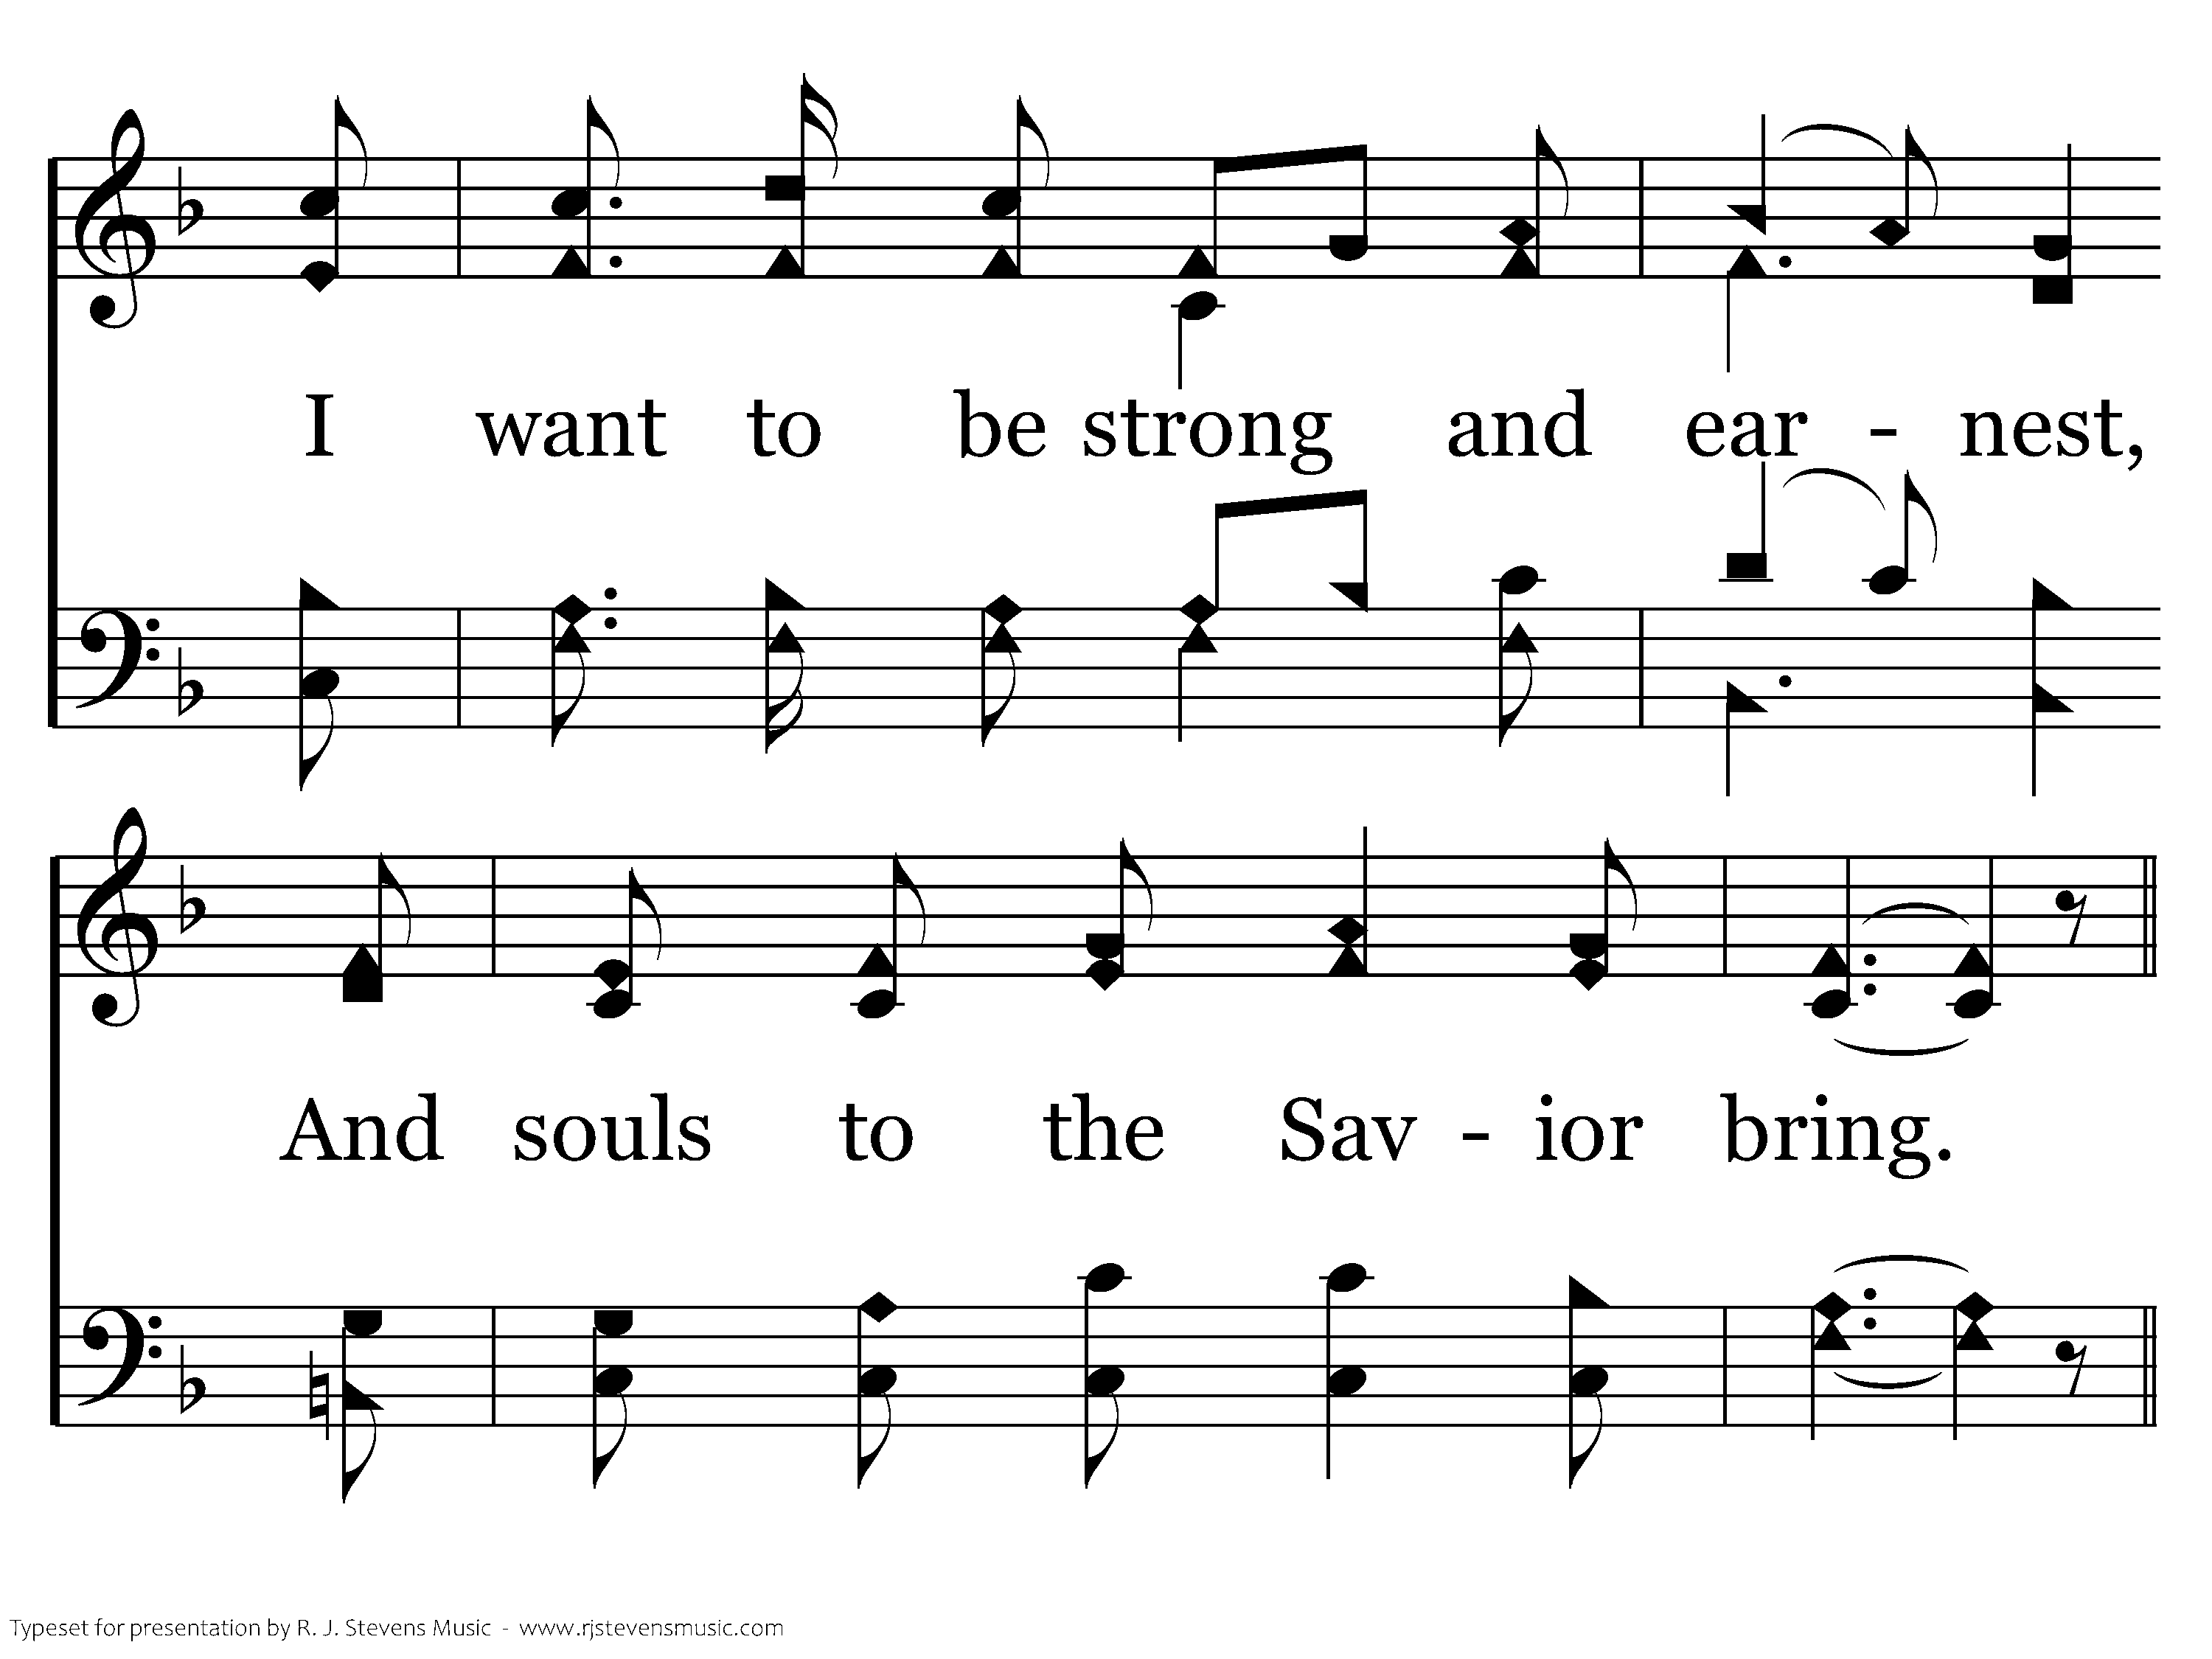 I want to be strong and ear - nest,
And souls to the Sav - ior bring.
Typeset for presentation by R. J. Stevens Music - www.rjstevensmusic.com